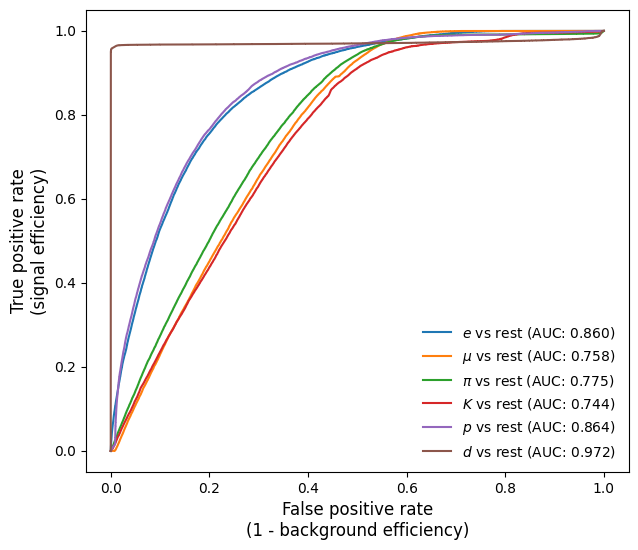 1.0
0.8
0.6
0.4
0.2
0.0
True positive rate
(signal efficiency)
e vs rest (AUC: 0.860)
μ vs rest (AUC: 0.758)
π vs rest (AUC: 0.775)
K vs rest (AUC: 0.744)
p vs rest (AUC: 0.864)
d vs rest (AUC: 0.972)
0.0 0.2 0.4 0.6 0.8 1.0
False positive rate
(1 - background efficiency)